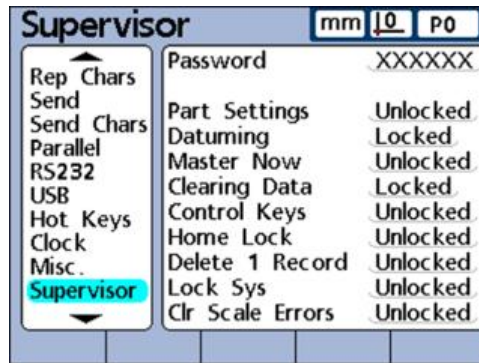 Supervisor mm 0 P0
Rep Chars
Send
Send Chars
Parallel
RS232
USB
Hot Keys
Clock
Misc.
Supervisor
Password XXXXXX
Part Settings Unlocked
Datuming Locked
Master Now Unlocked
Clearing Data Locked
Control Keys Unlocked
Home Lock Unlocked
Delete 1 Record Unlocked
Lock Sys Unlocked
Clr Scale Errors Unlocked